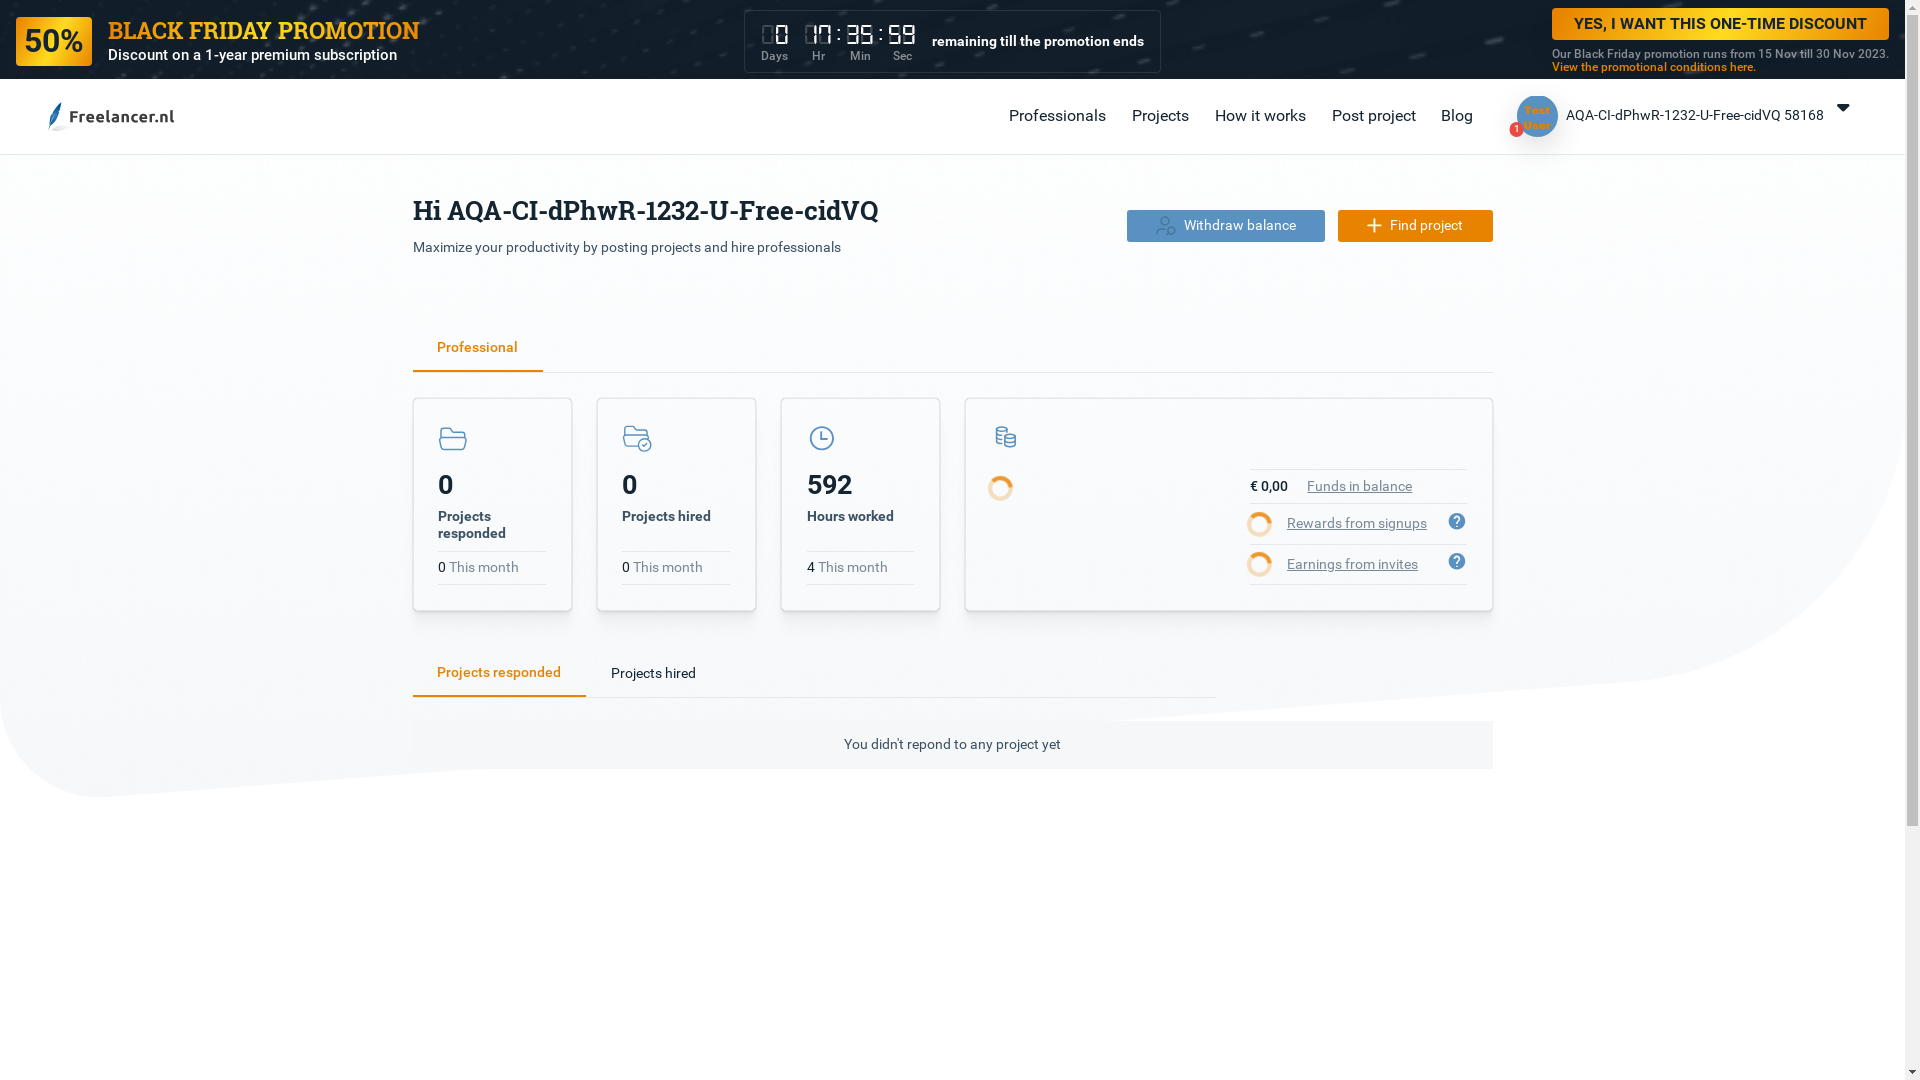 50%
BLACK FRIDAY PROMOTION
Discount on a 1-year premium subscription
0 17 : 35 : 59
Days Hr Min Sec
remaining till the promotion ends
YES, I WANT THIS ONE-TIME DISCOUNT
Our Black Friday promotion runs from 15 Nov till 30 Nov 2023.
View the promotional conditions here.
Freelancer.nl
Professionals
Projects
How it works
Post project
Blog
Test
User
1
AQA-CI-dPhwR-1232-U-Free-cidVQ 58168
Hi AQA-CI-dPhwR-1232-U-Free-cidVQ
Maximize your productivity by posting projects and hire professionals
Withdraw balance
Find project
Professional
0
Projects
responded
0 This month
0
Projects hired
0 This month
592
Hours worked
4 This month
€ 0,00 Funds in balance
Rewards from signups ?
Earnings from invites ?
Projects responded
Projects hired
You didn't repond to any project yet